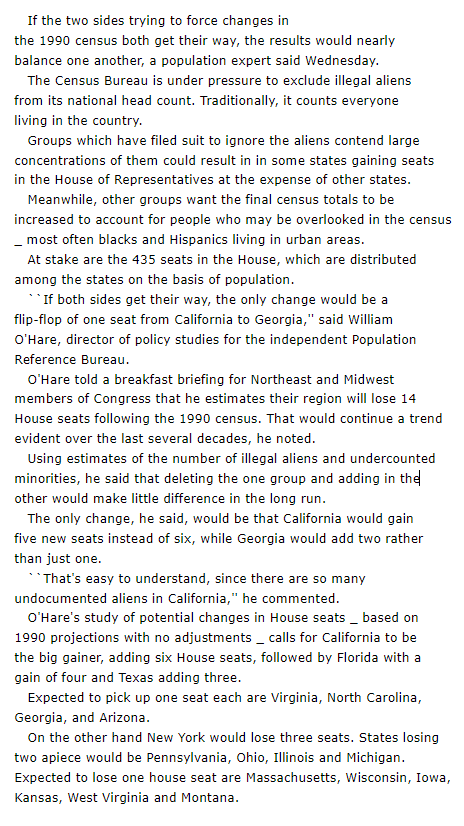 If the two sides trying to force changes in
the 1990 census both get their way, the results would nearly
balance one another, a population expert said Wednesday.
The Census Bureau is under pressure to exclude illegal aliens
from its national head count. Traditionally, it counts everyone
living in the country.
Groups which have filed suit to ignore the aliens contend large
concentrations of them could result in in some states gaining seats
in the House of Representatives at the expense of other states.
Meanwhile, other groups want the final census totals to be
increased to account for people who may be overlooked in the census
_ most often blacks and Hispanics living in urban areas.
At stake are the 435 seats in the House, which are distributed
among the states on the basis of population.
``If both sides get their way, the only change would be a
flip-flop of one seat from California to Georgia,'' said William
O'Hare, director of policy studies for the independent Population
Reference Bureau.
O'Hare told a breakfast briefing for Northeast and Midwest
members of Congress that he estimates their region will lose 14
House seats following the 1990 census. That would continue a trend
evident over the last several decades, he noted.
Using estimates of the number of illegal aliens and undercounted
minorities, he said that deleting the one group and adding in the
other would make little difference in the long run.
The only change, he said, would be that California would gain
five new seats instead of six, while Georgia would add two rather
than just one.
``That's easy to understand, since there are so many
undocumented aliens in California,'' he commented.
O'Hare's study of potential changes in House seats _ based on
1990 projections with no adjustments _ calls for California to be
the big gainer, adding six House seats, followed by Florida with a
gain of four and Texas adding three.
Expected to pick up one seat each are Virginia, North Carolina,
Georgia, and Arizona.
On the other hand New York would lose three seats. States losing
two apiece would be Pennsylvania, Ohio, Illinois and Michigan.
Expected to lose one house seat are Massachusetts, Wisconsin, Iowa,
Kansas, West Virginia and Montana.